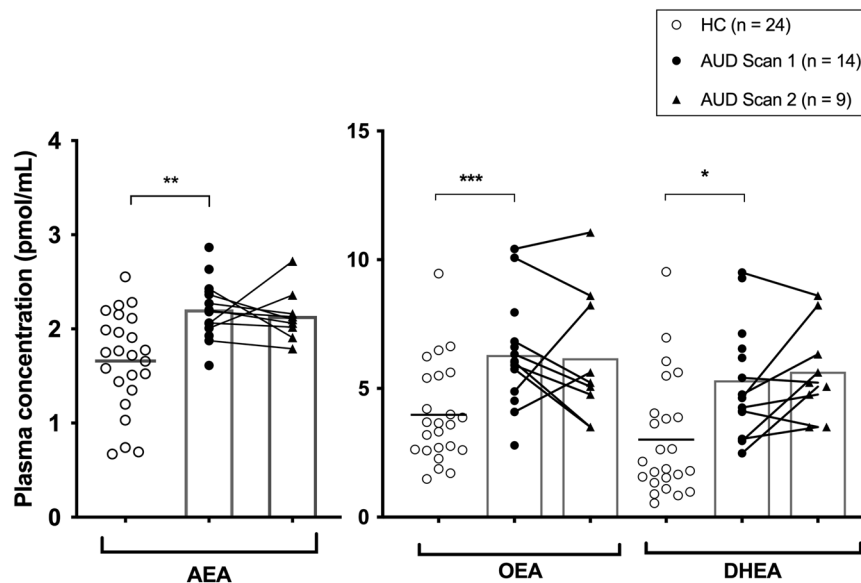 HC (n = 24)
AUD Scan 1 (n = 14)
AUD Scan 2 (n = 9)
Plasma concentration (pmol/mL)
4
3
2
1
0
**
AEA
15
10
5
0
***
*
OEA
DHEA